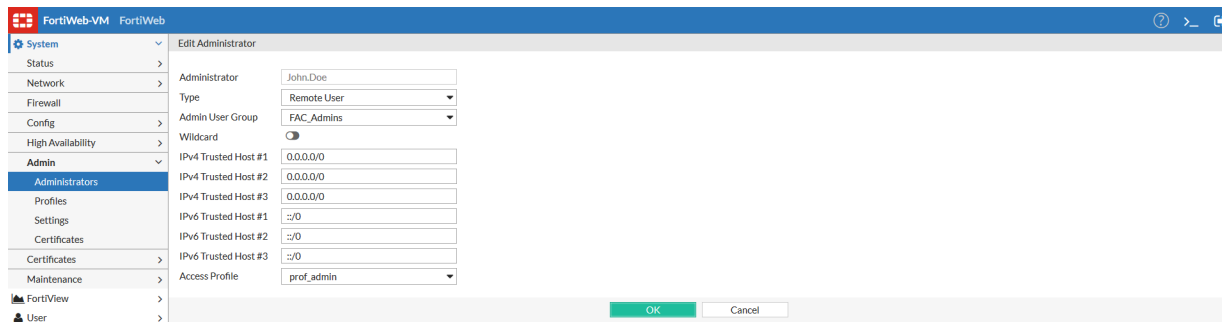 FortiWeb-VM FortiWeb
System
Status
Network
Firewall
Config
High Availability
Admin
Administrators
Profiles
Settings
Certificates
Certificates
Maintenance
FortiView
User
Edit Administrator
Administrator John.Doe
Type Remote User
Admin User Group FAC_Admins
Wildcard
IPv4 Trusted Host #1 0.0.0.0/0
IPv4 Trusted Host #2 0.0.0.0/0
IPv4 Trusted Host #3 0.0.0.0/0
IPv6 Trusted Host #1 ::/0
IPv6 Trusted Host #2 ::/0
IPv6 Trusted Host #3 ::/0
Access Profile prof_admin
OK Cancel